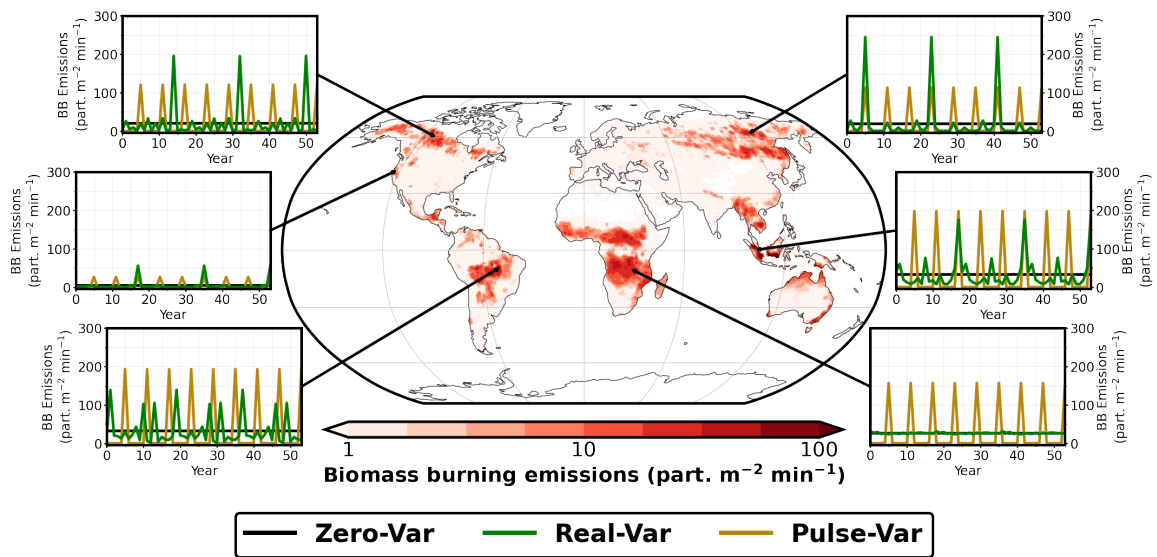 BB Emissions
(part. m⁻² min⁻¹)
300
200
100
0
0 10 20 30 40 50
Year
300
200
100
0
BB Emissions
(part. m⁻² min⁻¹)
0 10 20 30 40 50
Year
BB Emissions
(part. m⁻² min⁻¹)
300
200
100
0
0 10 20 30 40 50
Year
300
200
100
0
BB Emissions
(part. m⁻² min⁻¹)
0 10 20 30 40 50
Year
BB Emissions
(part. m⁻² min⁻¹)
300
200
100
0
0 10 20 30 40 50
Year
300
200
100
0
BB Emissions
(part. m⁻² min⁻¹)
0 10 20 30 40 50
Year
1 10 100
Biomass burning emissions (part. m⁻² min⁻¹)
Zero-Var Real-Var Pulse-Var